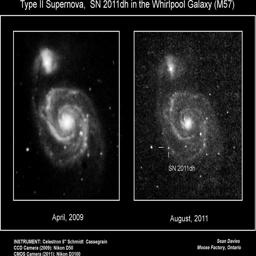 Type II Supernova, SN 2011dh in the Whirlpool Galaxy (M57)
SN 2011dh
April, 2009
August, 2011
INSTRUMENT: Celestron 8" Schmidt Cassegrain
CCD Camera (2009): Nikon D50
CMOS Camera (2011): Nikon D3100
Sean Davies
Moose Factory, Ontario